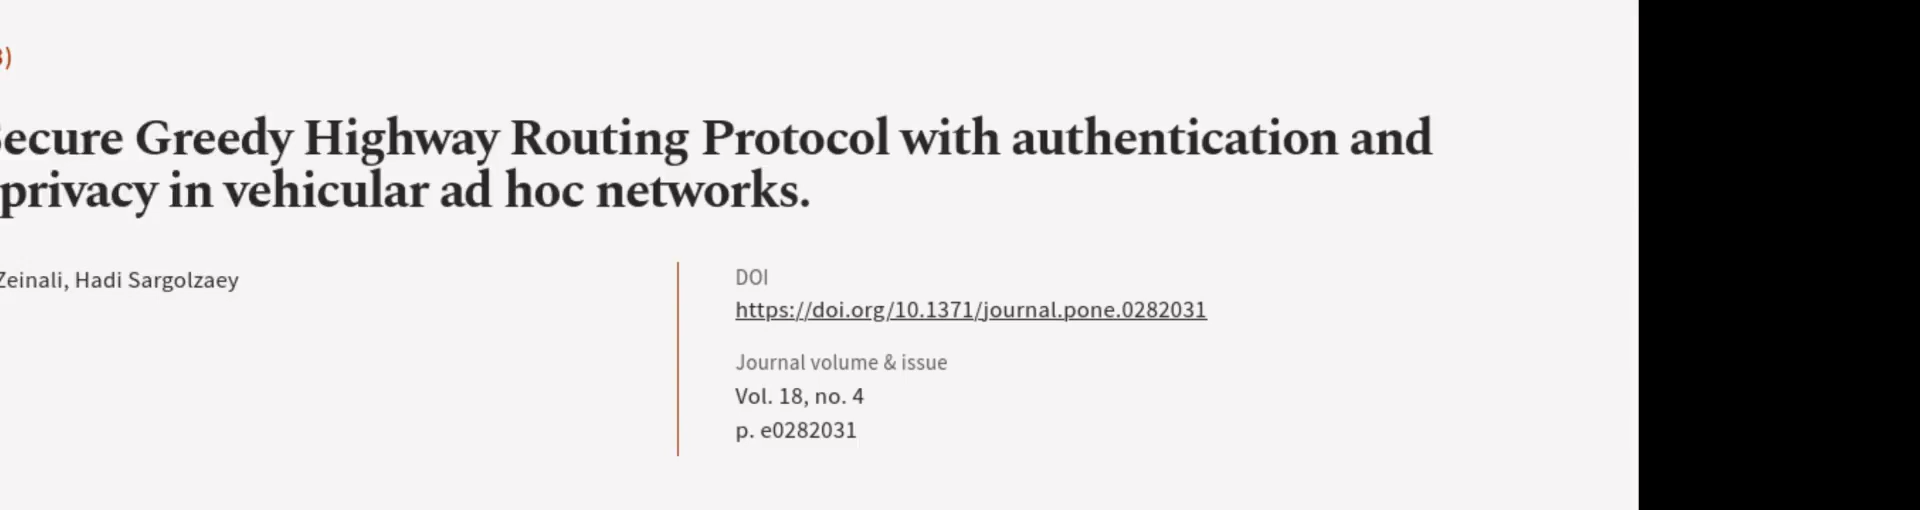 Secure Greedy Highway Routing Protocol with authentication and
privacy in vehicular ad hoc networks.
Zeinali, Hadi Sargolzaey
DOI
https://doi.org/10.1371/journal.pone.0282031
Journal volume & issue
Vol. 18, no. 4
p. e0282031